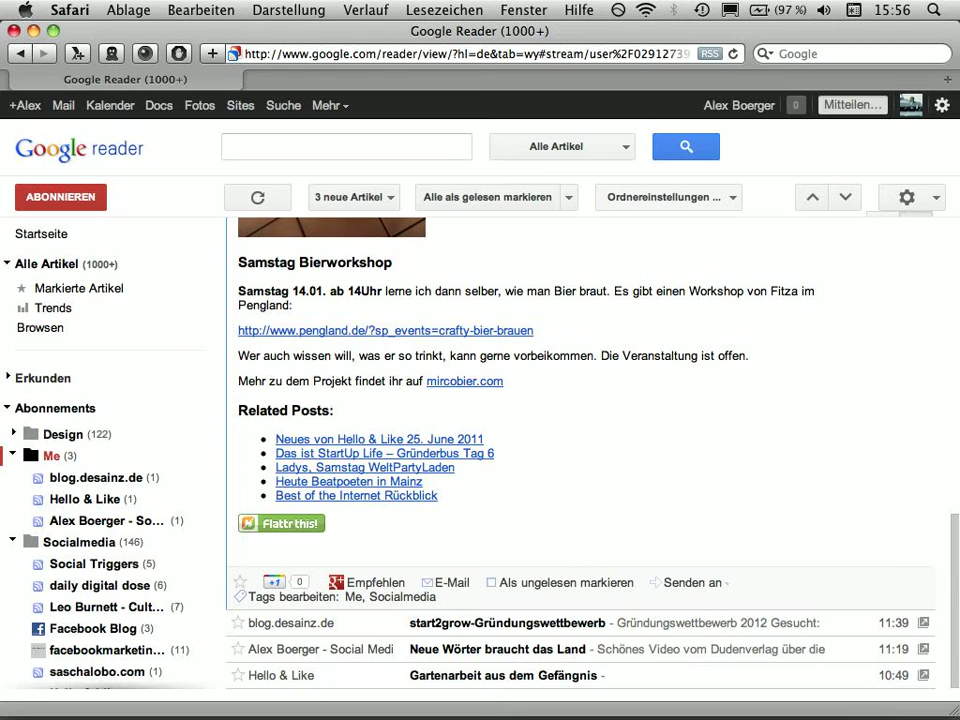 Safari Ablage Bearbeiten Darstellung Verlauf Lesezeichen Fenster Hilfe (97 %) 15:56
Google Reader (1000+)
http://www.google.com/reader/view/?hl=de&tab=wy#stream/user%2F02912739 RSS Google
Google Reader (1000+)
+Alex Mail Kalender Docs Fotos Sites Suche Mehr Alex Boerger 0 Mitteilen...
Google reader Alle Artikel
ABONNIEREN 3 neue Artikel Alle als gelesen markieren Ordnereinstellungen ...
Startseite
Alle Artikel (1000+)
Markierte Artikel
Trends
Browsen
Erkunden
Abonnements
Design (122)
Me (3)
blog.desainz.de (1)
Hello & Like (1)
Alex Boerger - So... (1)
Socialmedia (146)
Social Triggers (5)
daily digital dose (6)
Leo Burnett - Cult... (7)
Facebook Blog (3)
facebookmarketin... (11)
saschalobo.com (1)
Samstag Bierworkshop
Samstag 14.01. ab 14Uhr lerne ich dann selber, wie man Bier braut. Es gibt einen Workshop von Fitza im
Pengland:
http://www.pengland.de/?sp_events=crafty-bier-brauen
Wer auch wissen will, was er so trinkt, kann gerne vorbeikommen. Die Veranstaltung ist offen.
Mehr zu dem Projekt findet ihr auf mircobier.com
Related Posts:
Neues von Hello & Like 25. June 2011
Das ist StartUp Life – Gründerbus Tag 6
Ladys, Samstag WeltPartyLaden
Heute Beatpoeten in Mainz
Best of the Internet Rückblick
Flattr this!
+1 0 Empfehlen E-Mail Als ungelesen markieren Senden an
Tags bearbeiten: Me, Socialmedia
blog.desainz.de start2grow-Gründungswettbewerb - Gründungswettbewerb 2012 Gesucht: 11:39
Alex Boerger - Social Medi Neue Wörter braucht das Land - Schönes Video vom Dudenverlag über die 11:19
Hello & Like Gartenarbeit aus dem Gefängnis - 10:49